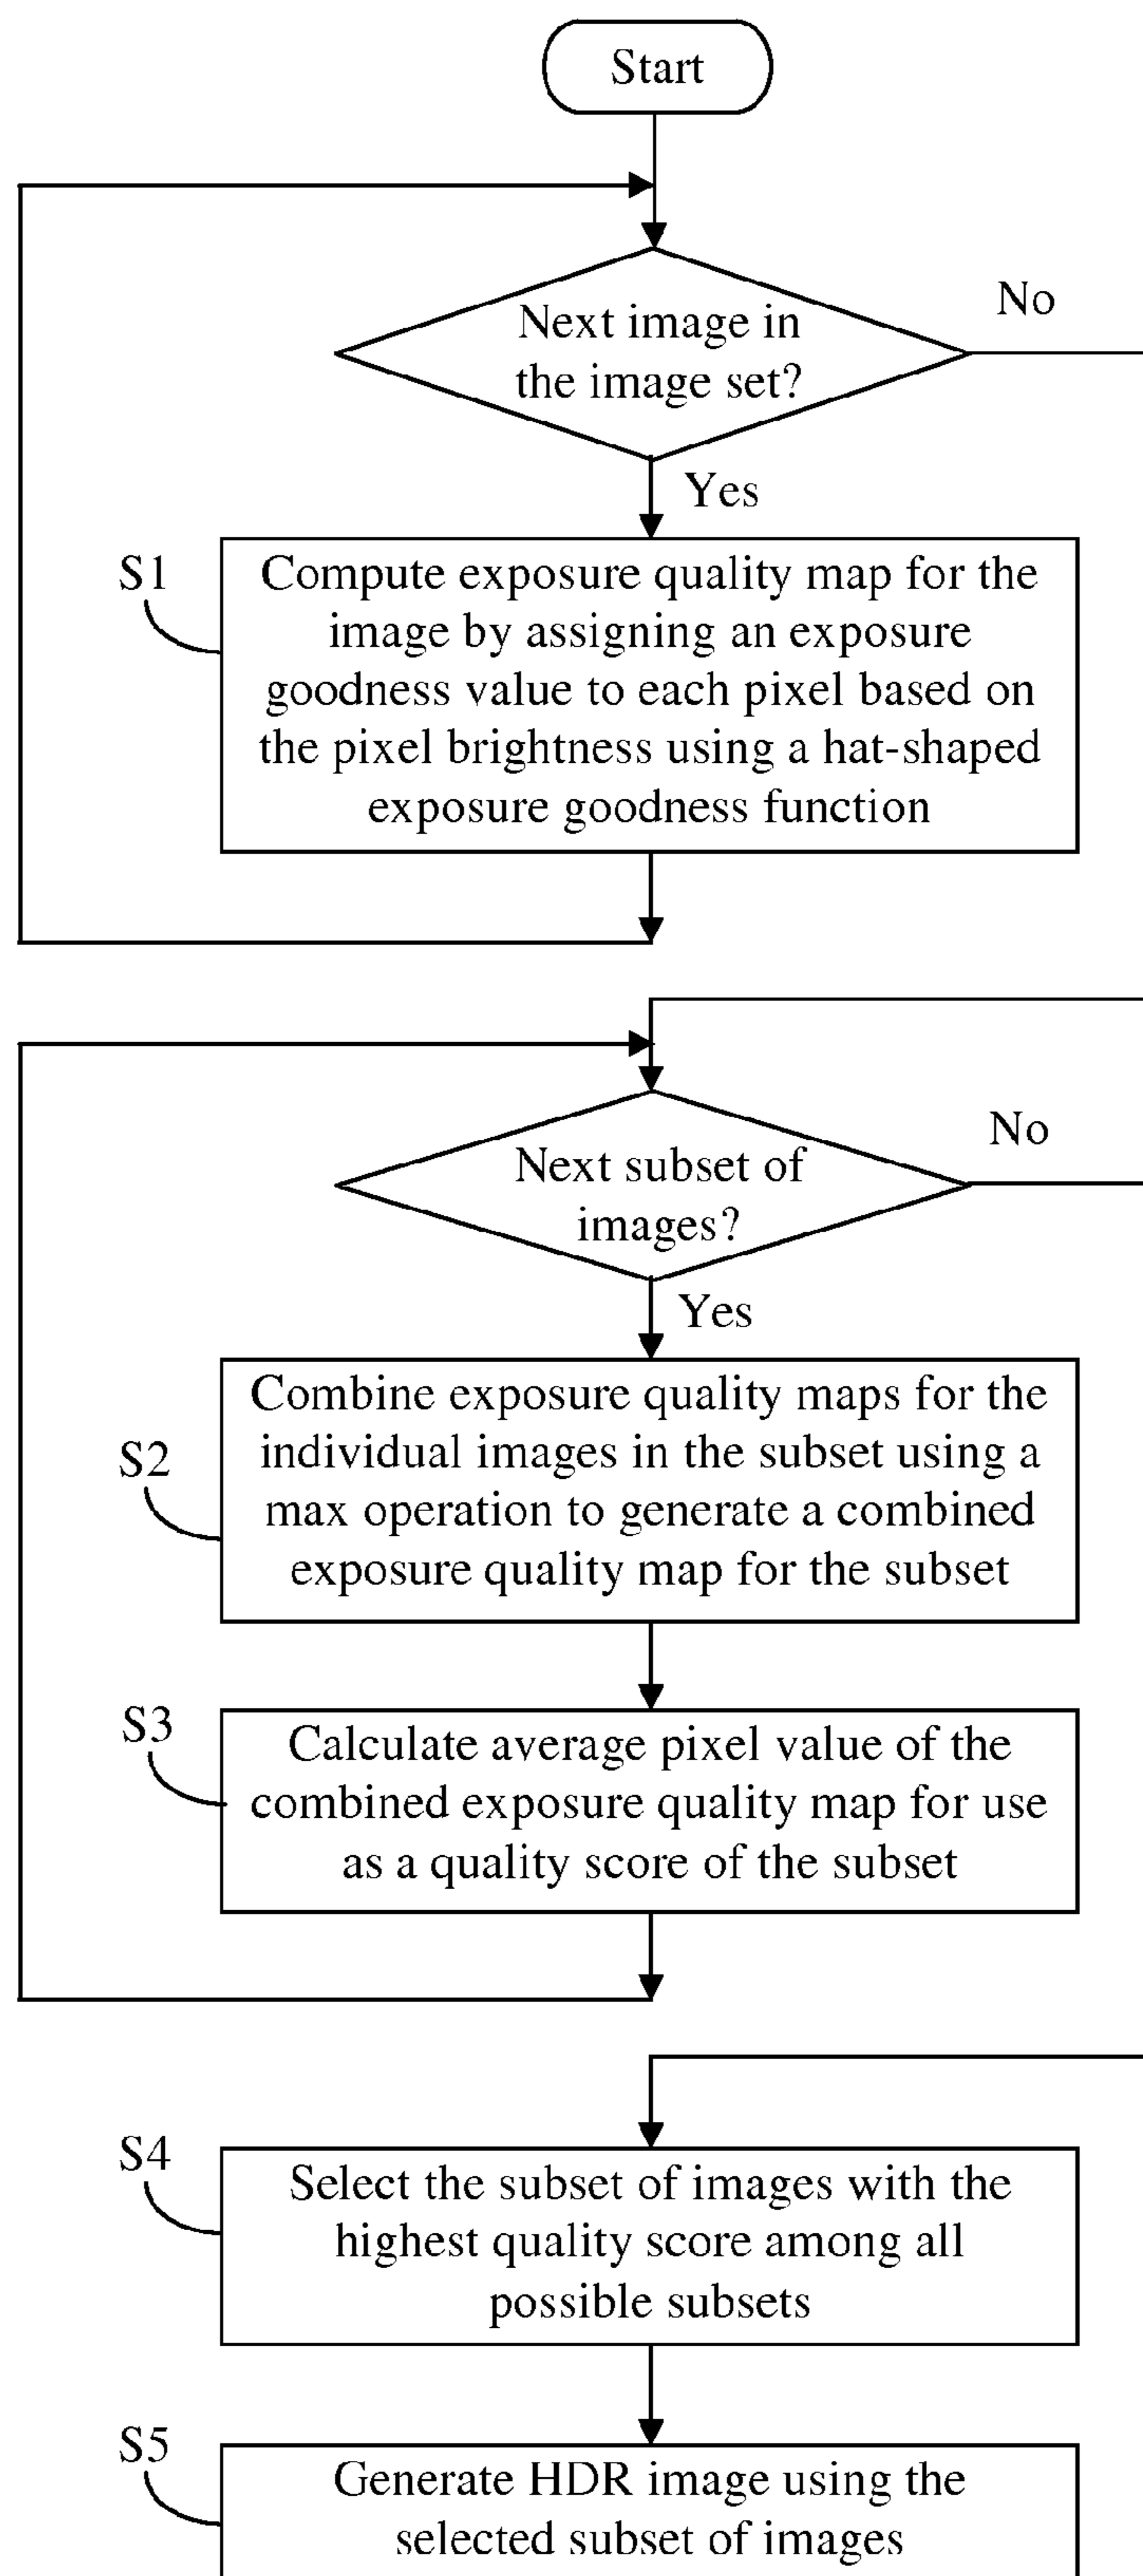 Start
Next image in
the image set?
No
Yes
S1
Compute exposure quality map for the
image by assigning an exposure
goodness value to each pixel based on
the pixel brightness using a hat-shaped
exposure goodness function
Next subset of
images?
No
Yes
S2
Combine exposure quality maps for the
individual images in the subset using a
max operation to generate a combined
exposure quality map for the subset
S3
Calculate average pixel value of the
combined exposure quality map for use
as a quality score of the subset
S4
Select the subset of images with the
highest quality score among all
possible subsets
S5
Generate HDR image using the
selected subset of images